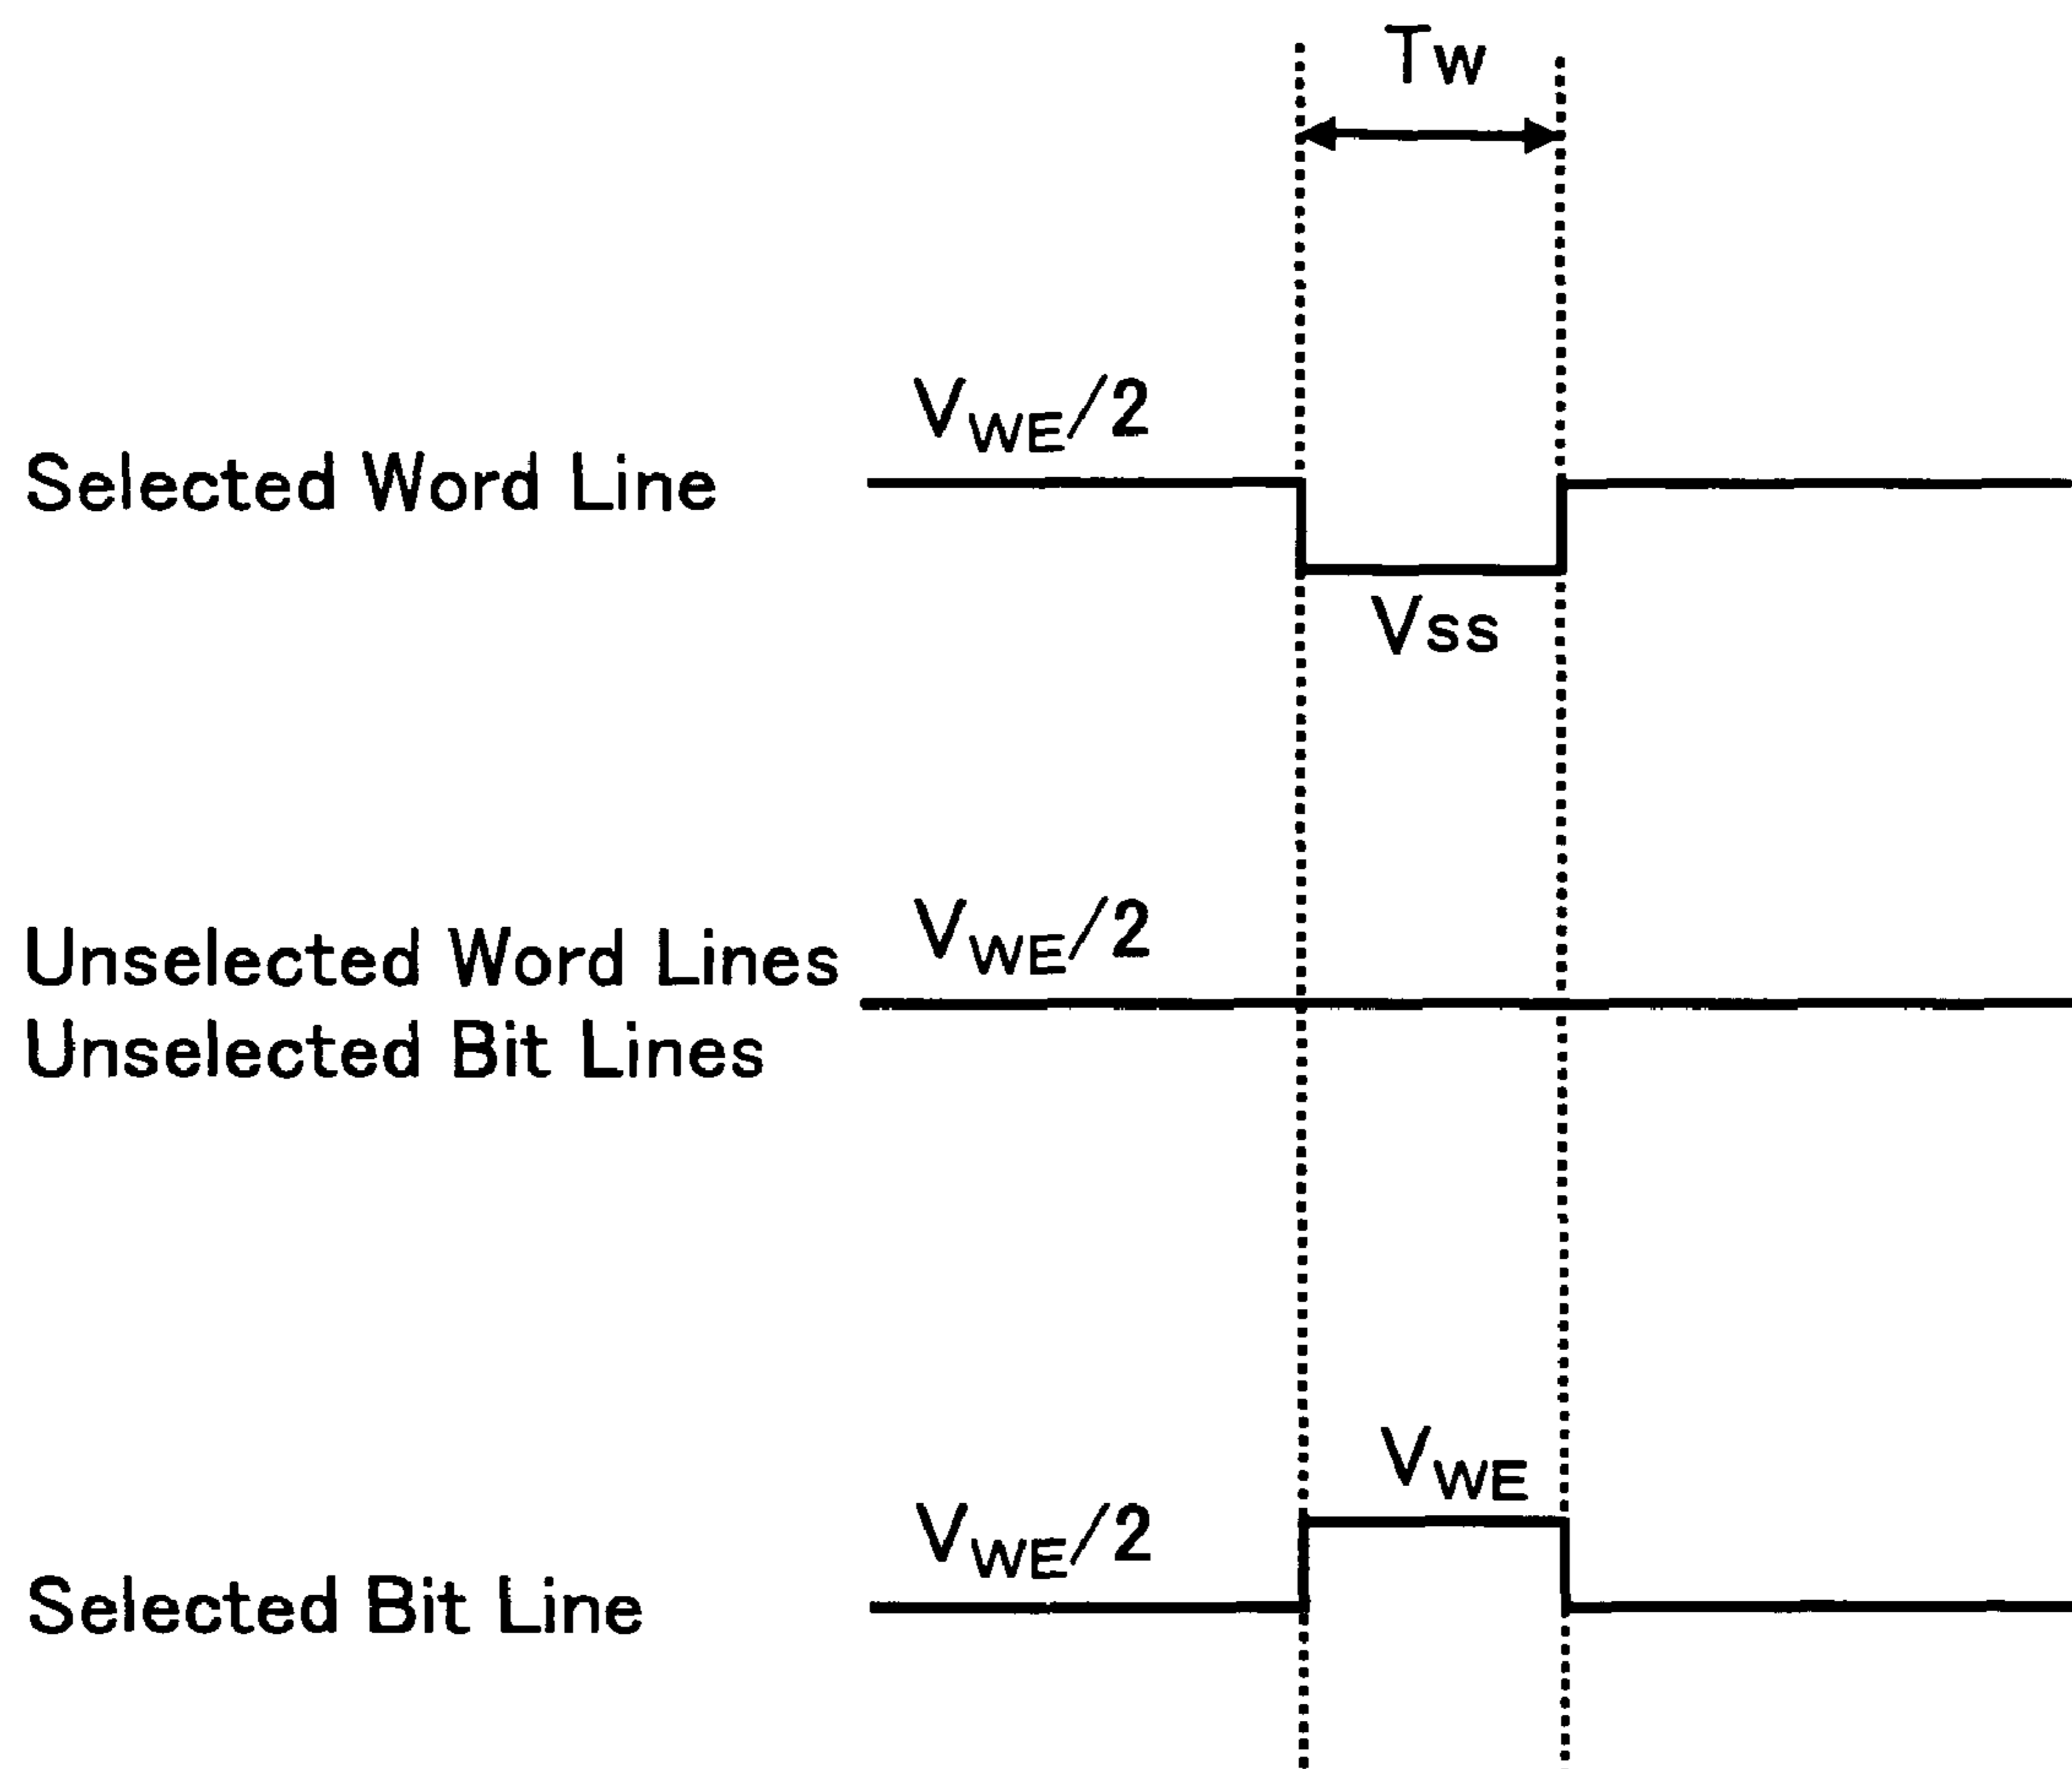 Tw
V_WE/2
Selected Word Line
Vss
V_WE/2
Unselected Word Lines
Unselected Bit Lines
V_WE
V_WE/2
Selected Bit Line